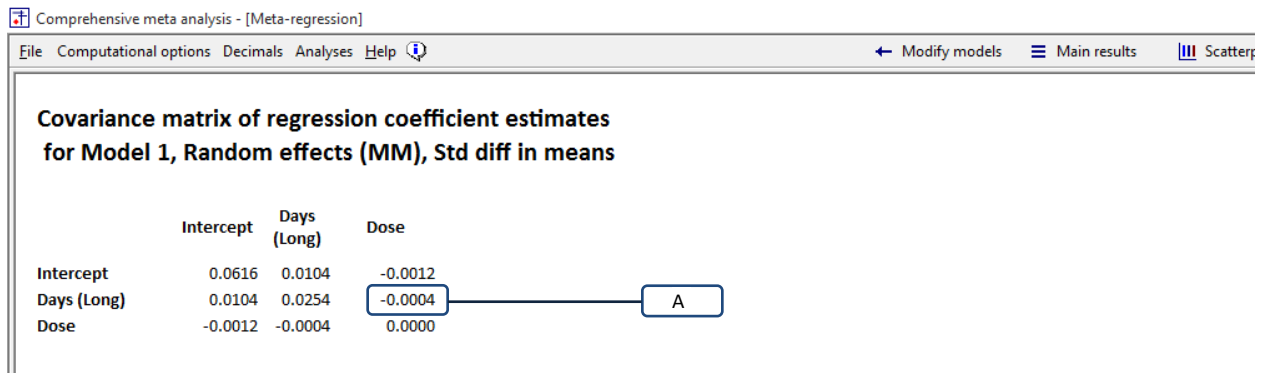 Comprehensive meta analysis - [Meta-regression]
File Computational options Decimals Analyses Help Modify models Main results
Covariance matrix of regression coefficient estimates
for Model 1, Random effects (MM), Std diff in means
Intercept Days (Long) Dose
Intercept 0.0616 0.0104 -0.0012
Days (Long) 0.0104 0.0254 -0.0004 A
Dose -0.0012 -0.0004 0.0000